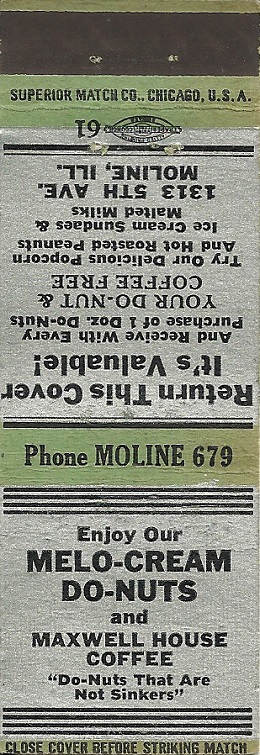 SUPERIOR MATCH CO., CHICAGO, U.S.A.
61
Return This Cover
It's Valuable!
And Receive With Every
Purchase of 1 Doz. Do-Nuts
YOUR DO-NUT &
COFFEE FREE
Try Our Delicious Popcorn
And Hot Roasted Peanuts
Ice Cream Sundaes &
Malted Milks
1313 5TH AVE.
MOLINE, ILL.
Phone MOLINE 679
Enjoy Our
MELO-CREAM
DO-NUTS
and
MAXWELL HOUSE
COFFEE
"Do-Nuts That Are
Not Sinkers"
CLOSE COVER BEFORE STRIKING MATCH